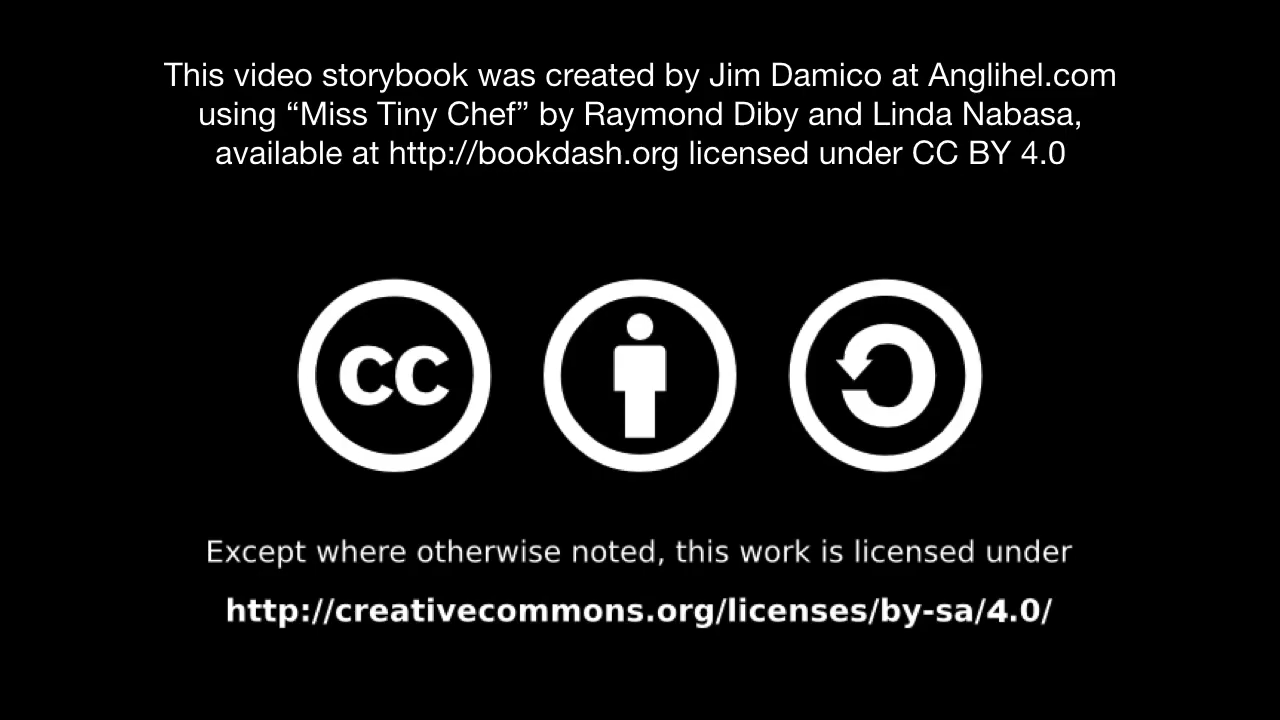 This video storybook was created by Jim Damico at Anglihel.com
using “Miss Tiny Chef” by Raymond Diby and Linda Nabasa,
available at http://bookdash.org licensed under CC BY 4.0
cc
Except where otherwise noted, this work is licensed under
http://creativecommons.org/licenses/by-sa/4.0/